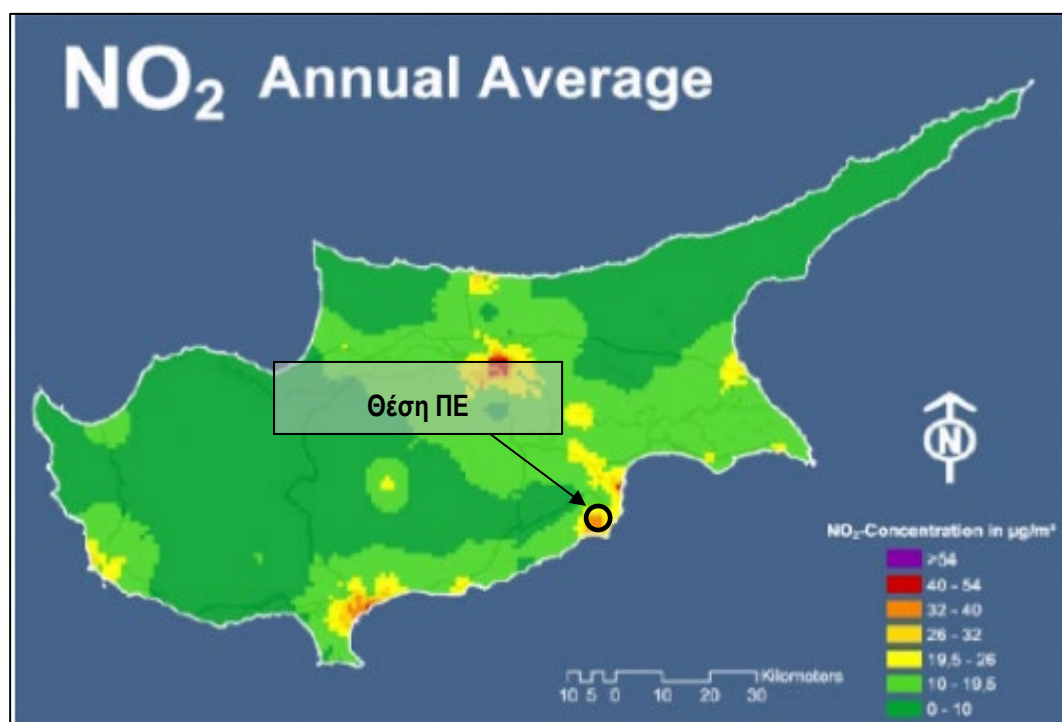 NO₂ Annual Average
Θέση ΠΕ
N
NO₂-Concentration in µg/m³
≥54
40 - 54
32 - 40
26 - 32
19,5 - 26
10 - 19,5
0 - 10
Kilometers
10 5 0 10 20 30